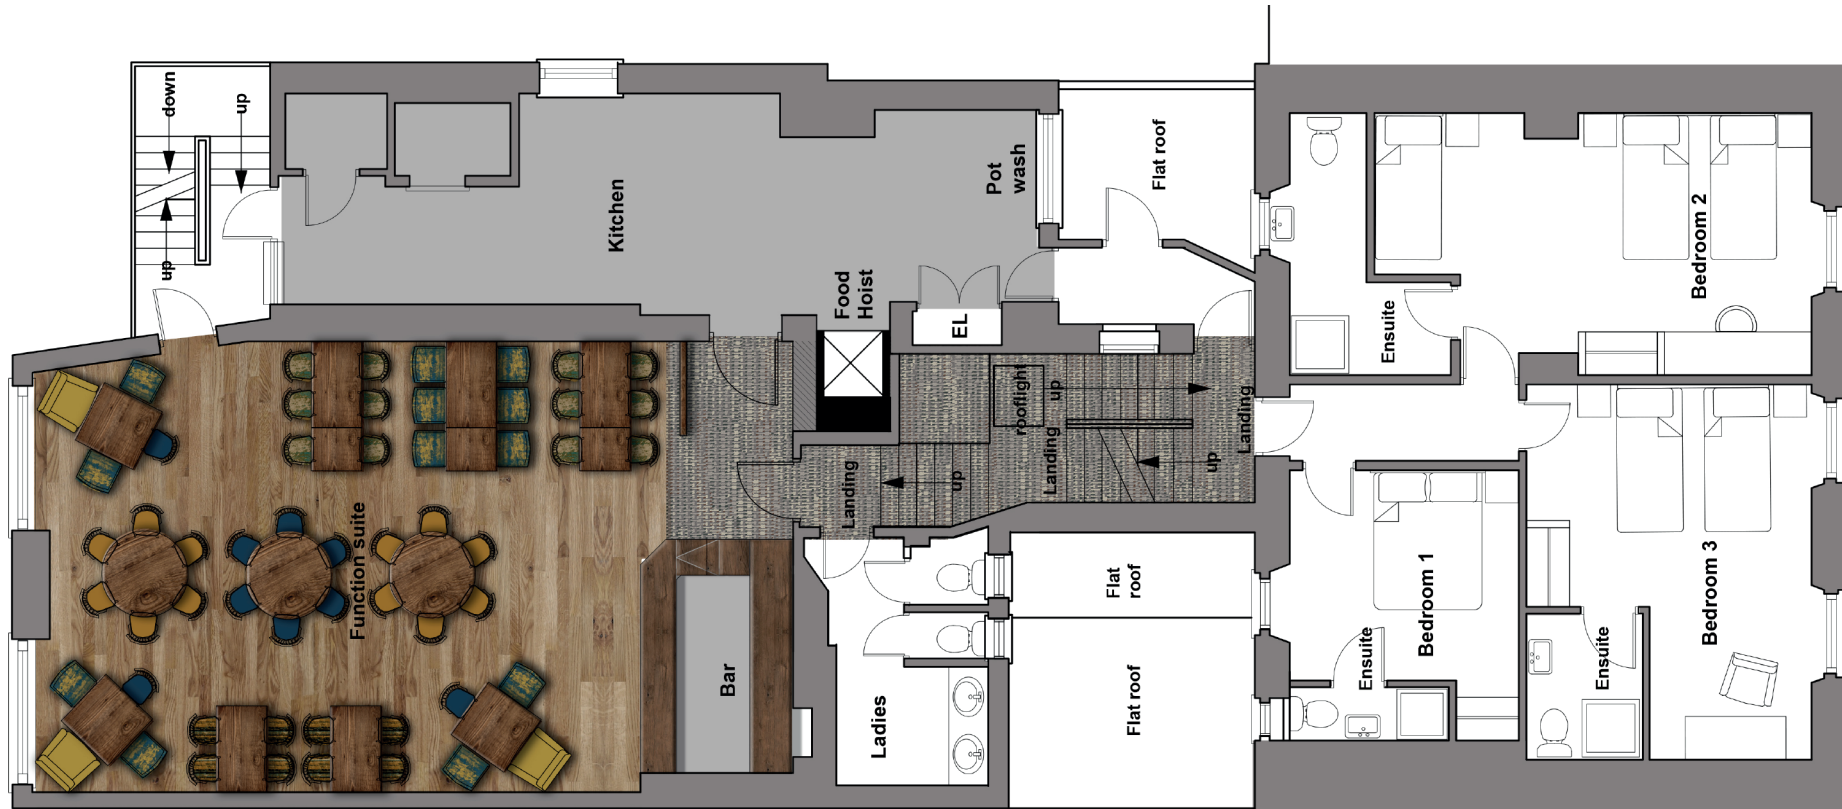 down
up
up
Kitchen
Food
Hoist
EL
Pot
wash
Flat roof
Function suite
Bar
Landing
up
Landing
rooflight
up
up
Landing
Ladies
Flat
roof
Flat roof
Ensuite
Bedroom 2
Bedroom 1
Ensuite
Bedroom 3
Ensuite